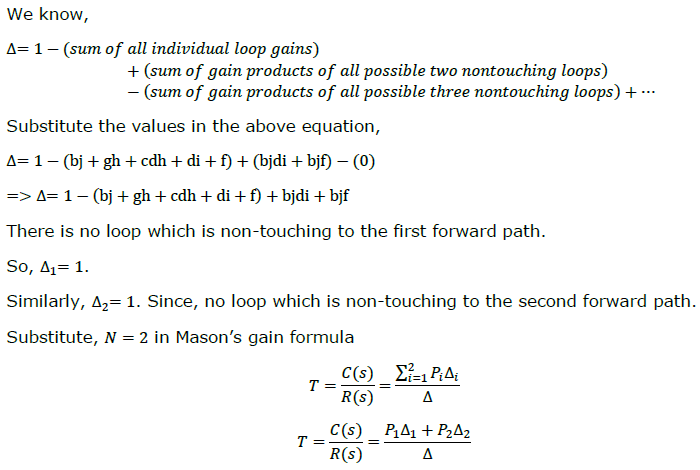 We know,
Δ= 1 − (sum of all individual loop gains)
+ (sum of gain products of all possible two nontouching loops)
− (sum of gain products of all possible three nontouching loops) + ⋯
Substitute the values in the above equation,
Δ= 1 − (bj + gh + cdh + di + f) + (bjdi + bjf) − (0)
=> Δ= 1 − (bj + gh + cdh + di + f) + bjdi + bjf
There is no loop which is non-touching to the first forward path.
So, Δ₁= 1.
Similarly, Δ₂= 1. Since, no loop which is non-touching to the second forward path.
Substitute, N = 2 in Mason's gain formula
T = C(s)/R(s) = Σ²ᵢ₌₁ PᵢΔᵢ/Δ
T = C(s)/R(s) = P₁Δ₁ + P₂Δ₂/Δ